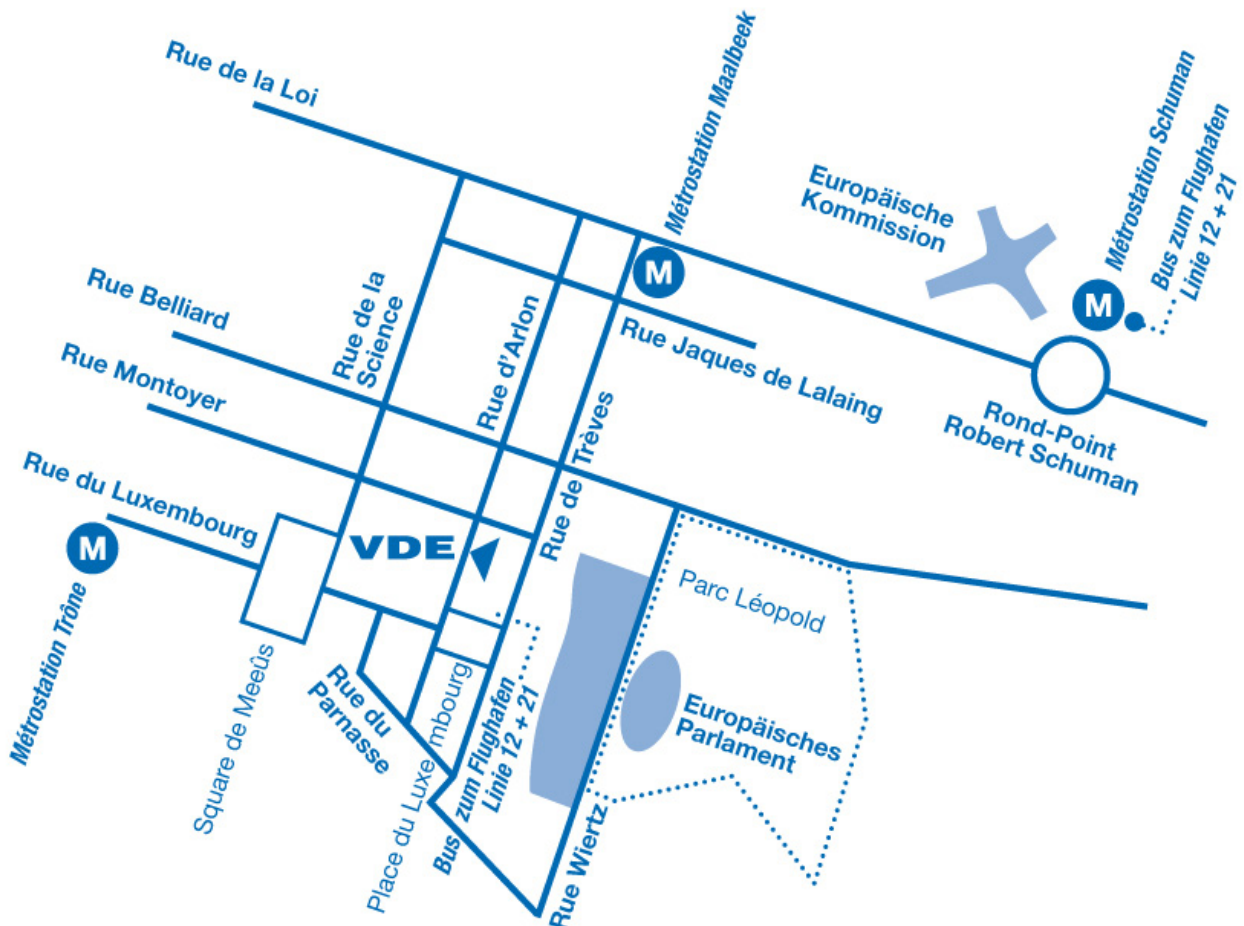 Rue de la Loi
Métrostation Maalbeek
Métrostation Schuman
Bus zum Flughafen
Linie 12 + 21
Europäische
Kommission
M
M
Rue Belliard
Rue de la
Science
Rue d'Arlon
Rue Jaques de Lalaing
Rue Montoyer
Rond-Point
Robert Schuman
Rue du Luxembourg
Rue de Trèves
M
VDE
Métrostation Trône
Parc Léopold
Square de Meeûs
Rue du
Parnasse
Place du Luxembourg
Bus zum Flughafen
Linie 12 + 21
Europäisches
Parlament
Rue Wiertz